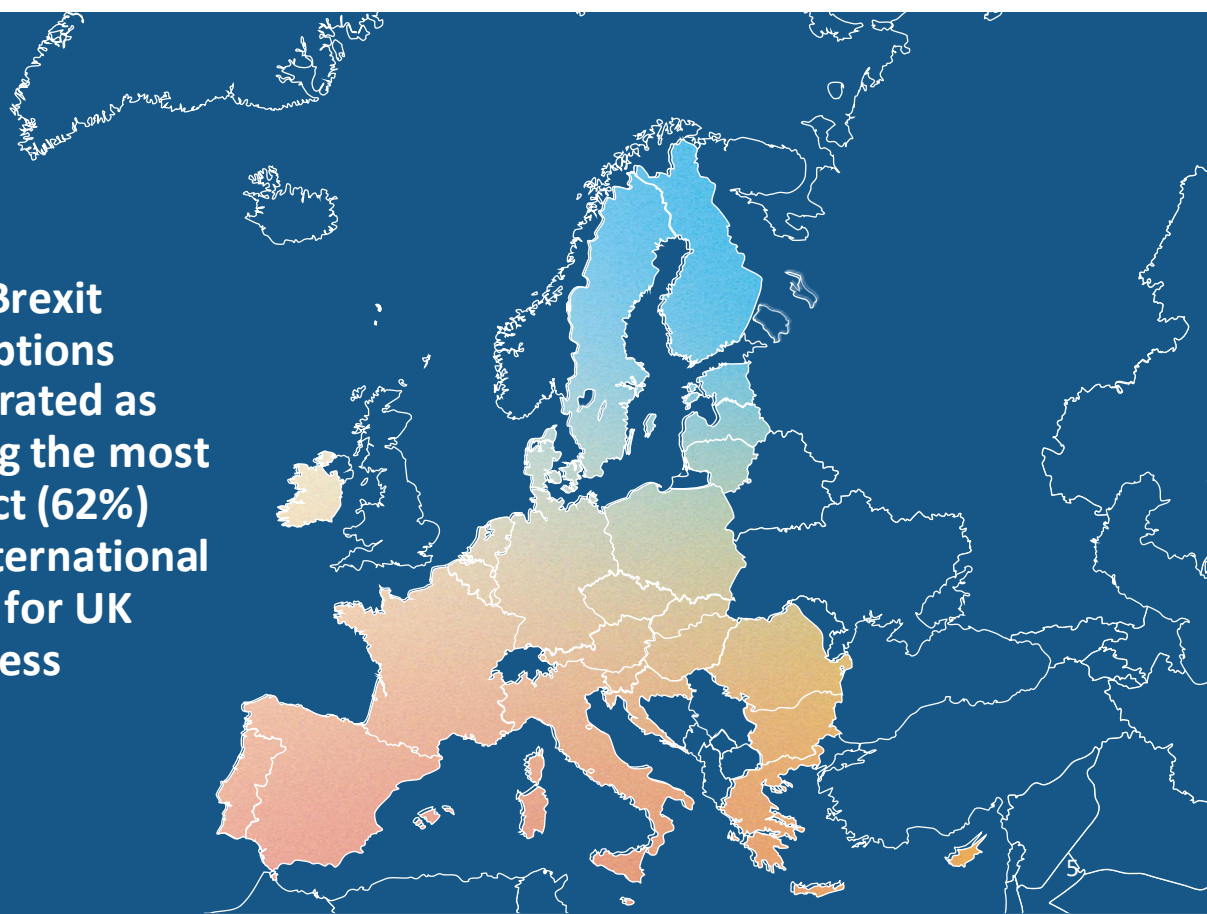 Brexit
ptions
rated as
g the most
ct (62%)
ternational
for UK
ess
5